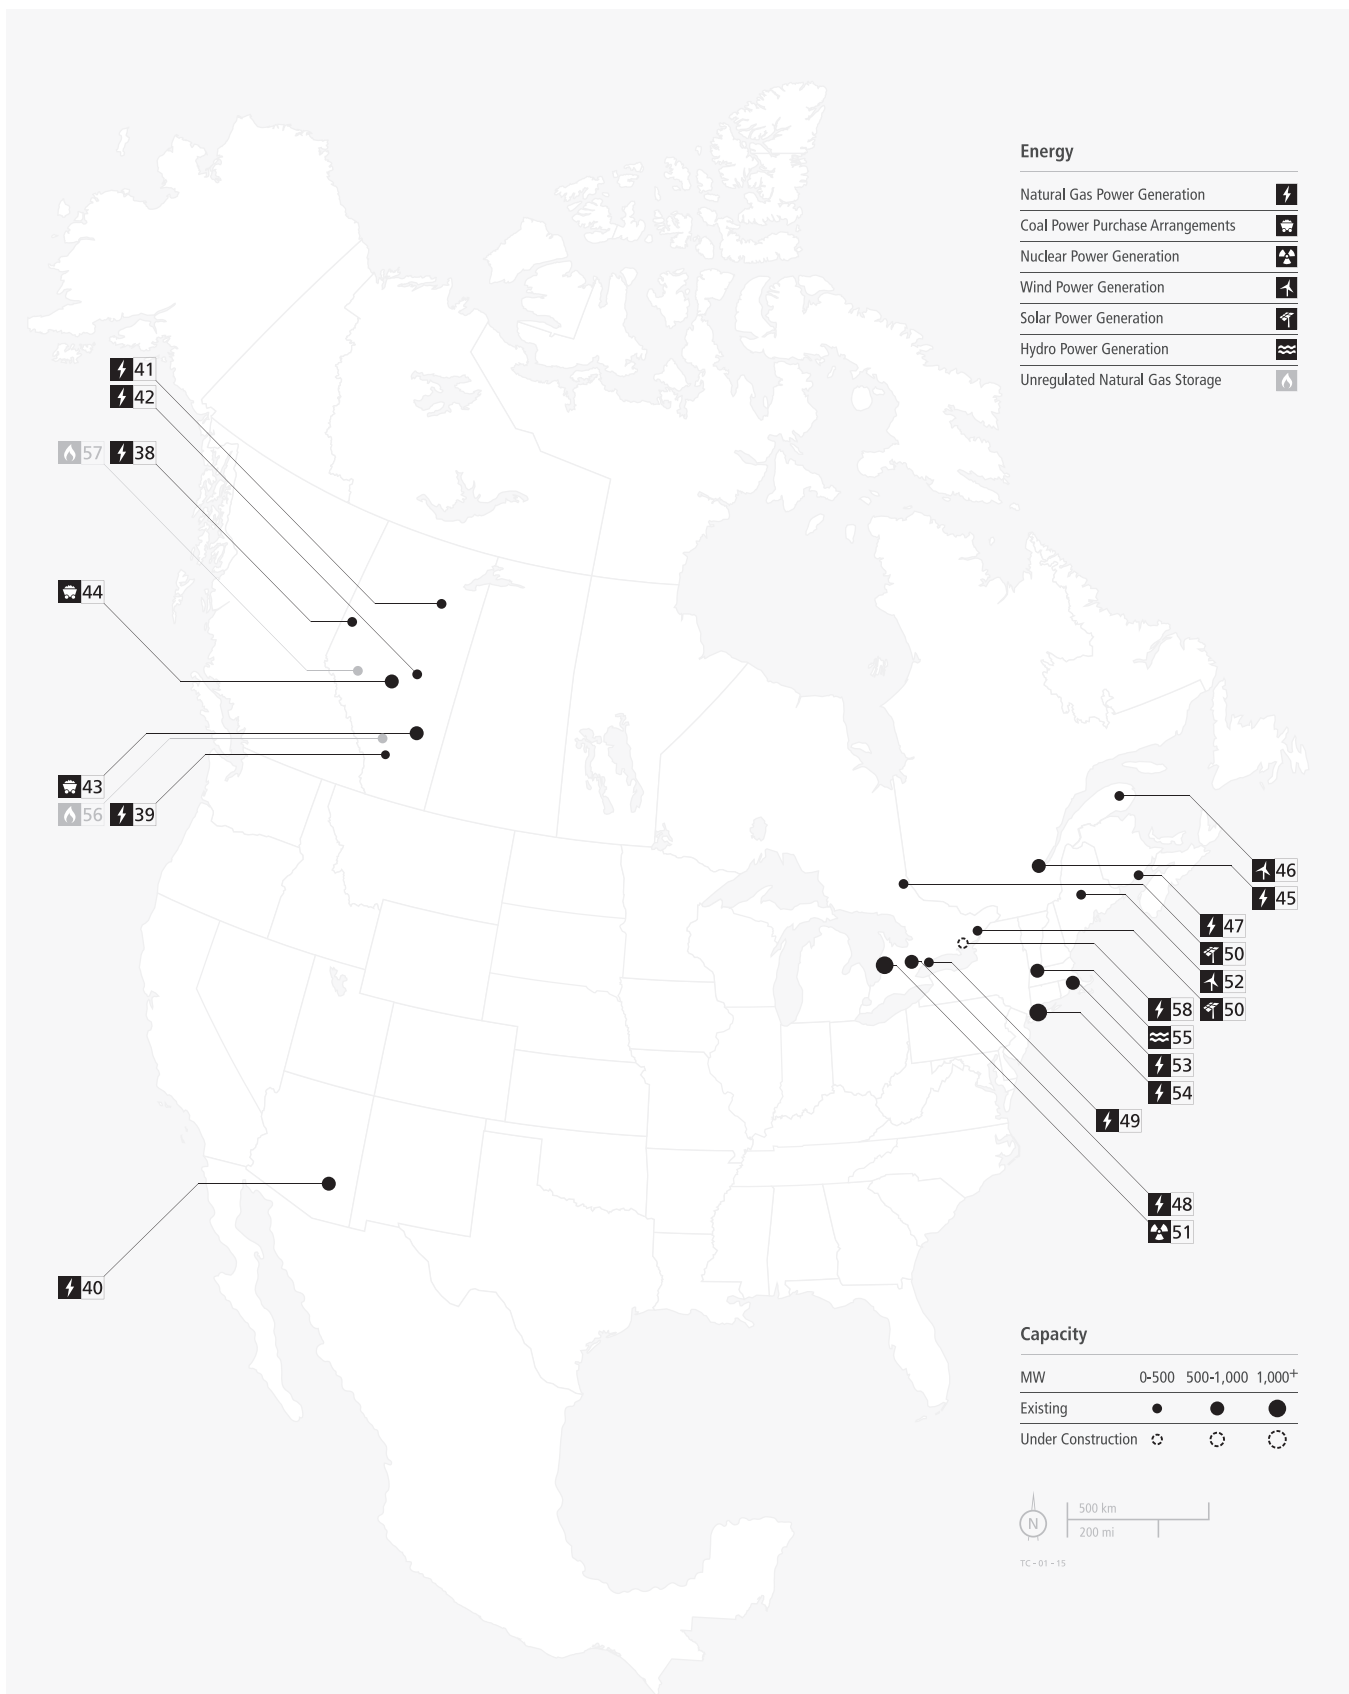 Energy
Natural Gas Power Generation
Coal Power Purchase Arrangements
Nuclear Power Generation
Wind Power Generation
Solar Power Generation
Hydro Power Generation
Unregulated Natural Gas Storage
41
42
57 38
44
43
56 39
46
45
47
50
52
58 50
55
53
54
49
48
51
40
Capacity
MW 0-500 500-1,000 1,000+
Existing
Under Construction
500 km
N
200 mi
TC - 01 - 15